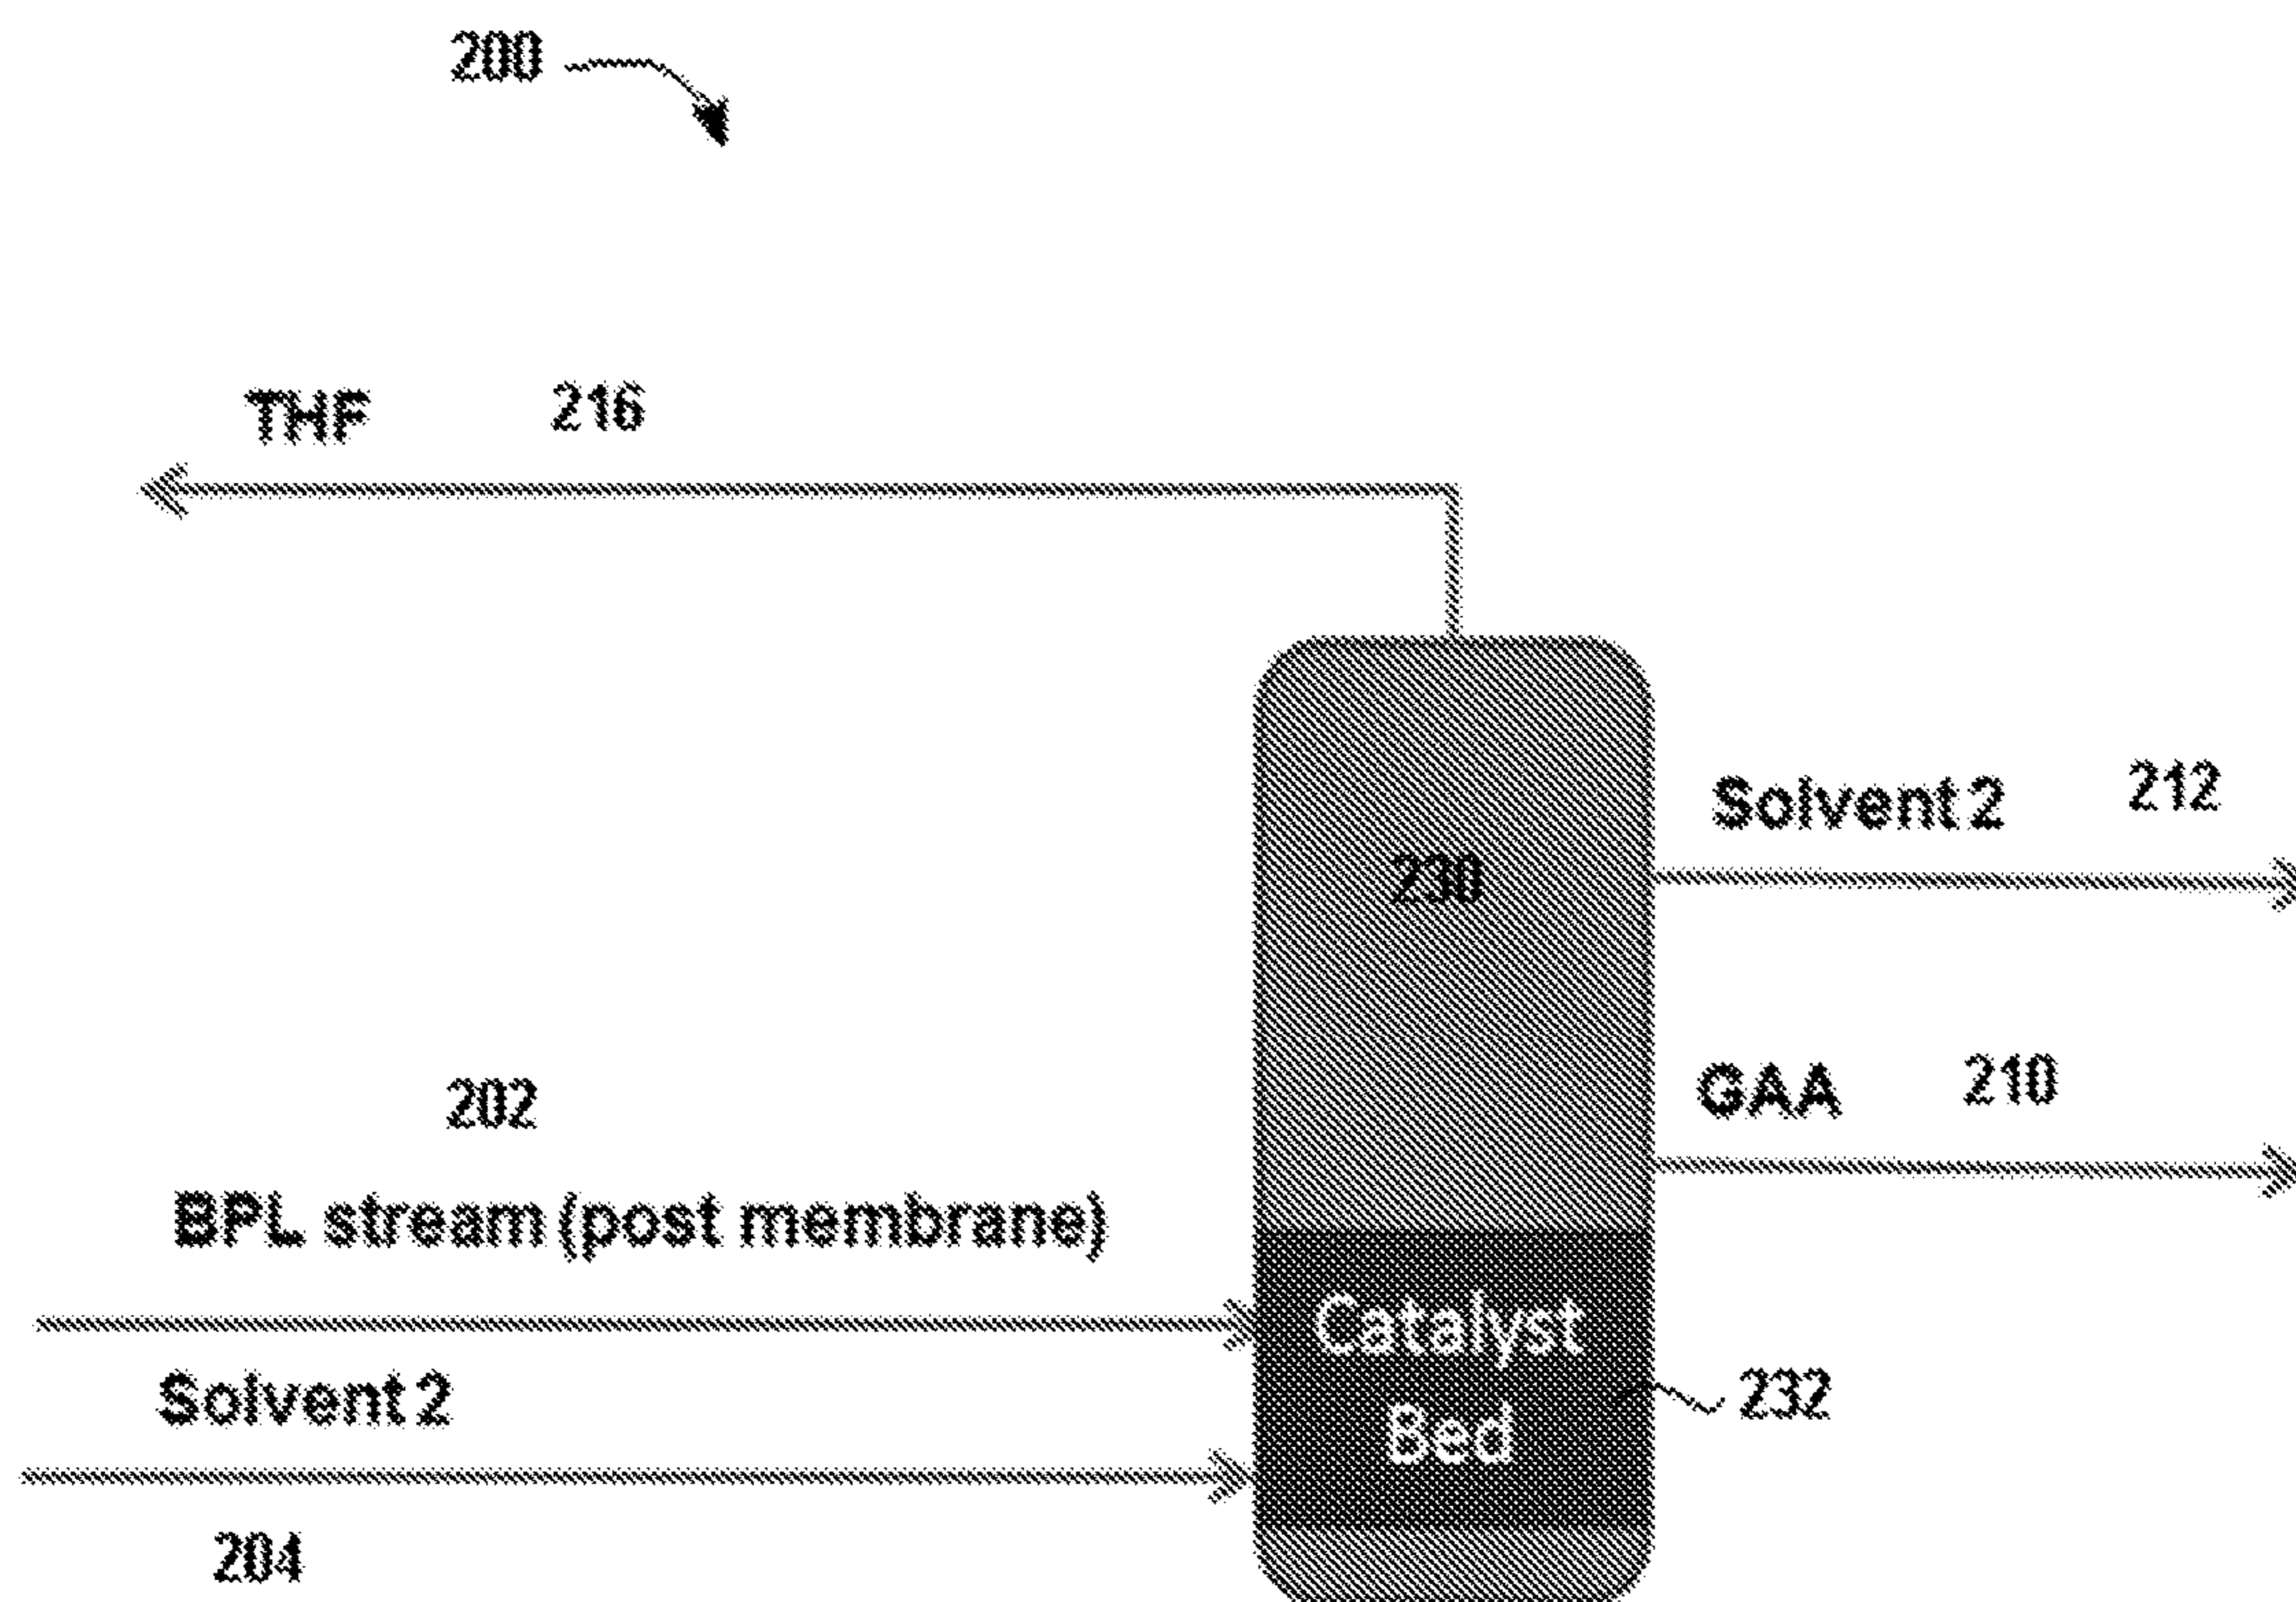 200
THF 216
Solvent 2 212
230
GAA 210
202
BPL stream (post membrane)
Catalyst
Bed
Solvent 2
232
204